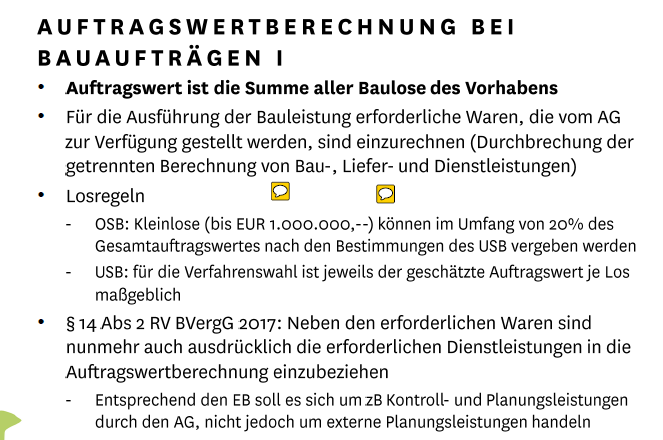 AUFTRAGSWERTBERECHNUNG BEI
BAUAUFTRÄGEN I
• Auftragswert ist die Summe aller Baulose des Vorhabens
• Für die Ausführung der Bauleistung erforderliche Waren, die vom AG
zur Verfügung gestellt werden, sind einzurechnen (Durchbrechung der
getrennten Berechnung von Bau-, Liefer- und Dienstleistungen)
• Losregeln
- OSB: Kleinlose (bis EUR 1.000.000,--) können im Umfang von 20% des
Gesamtauftragswertes nach den Bestimmungen des USB vergeben werden
- USB: für die Verfahrenswahl ist jeweils der geschätzte Auftragswert je Los
maßgeblich
• § 14 Abs 2 RV BVergG 2017: Neben den erforderlichen Waren sind
nunmehr auch ausdrücklich die erforderlichen Dienstleistungen in die
Auftragswertberechnung einzubeziehen
- Entsprechend den EB soll es sich um zB Kontroll- und Planungsleistungen
durch den AG, nicht jedoch um externe Planungsleistungen handeln